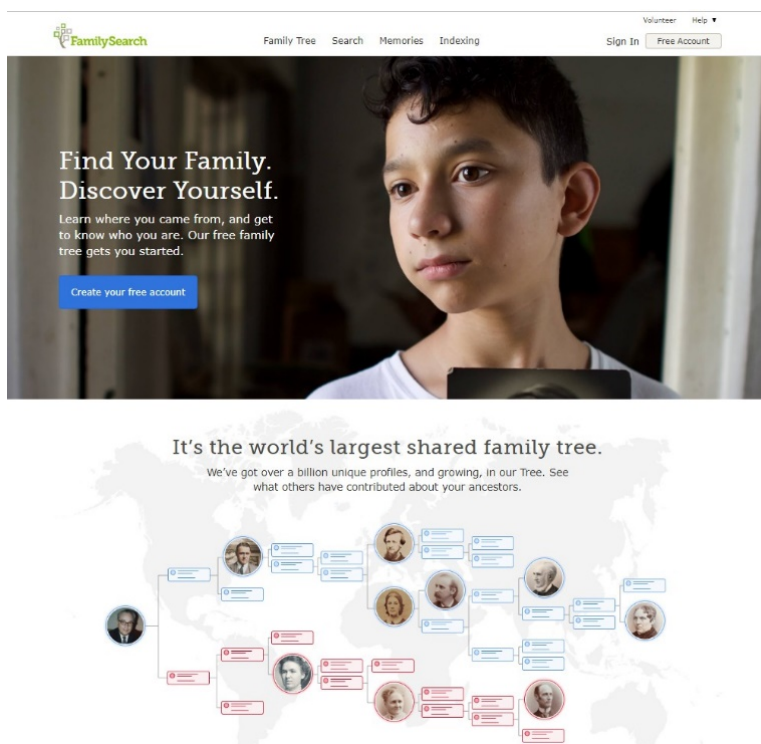 Volunteer Help ▼
FamilySearch
Family Tree Search Memories Indexing
Sign In Free Account
Find Your Family.
Discover Yourself.
Learn where you came from, and get
to know who you are. Our free family
tree gets you started.
Create your free account
It's the world's largest shared family tree.
We've got over a billion unique profiles, and growing, in our Tree. See
what others have contributed about your ancestors.